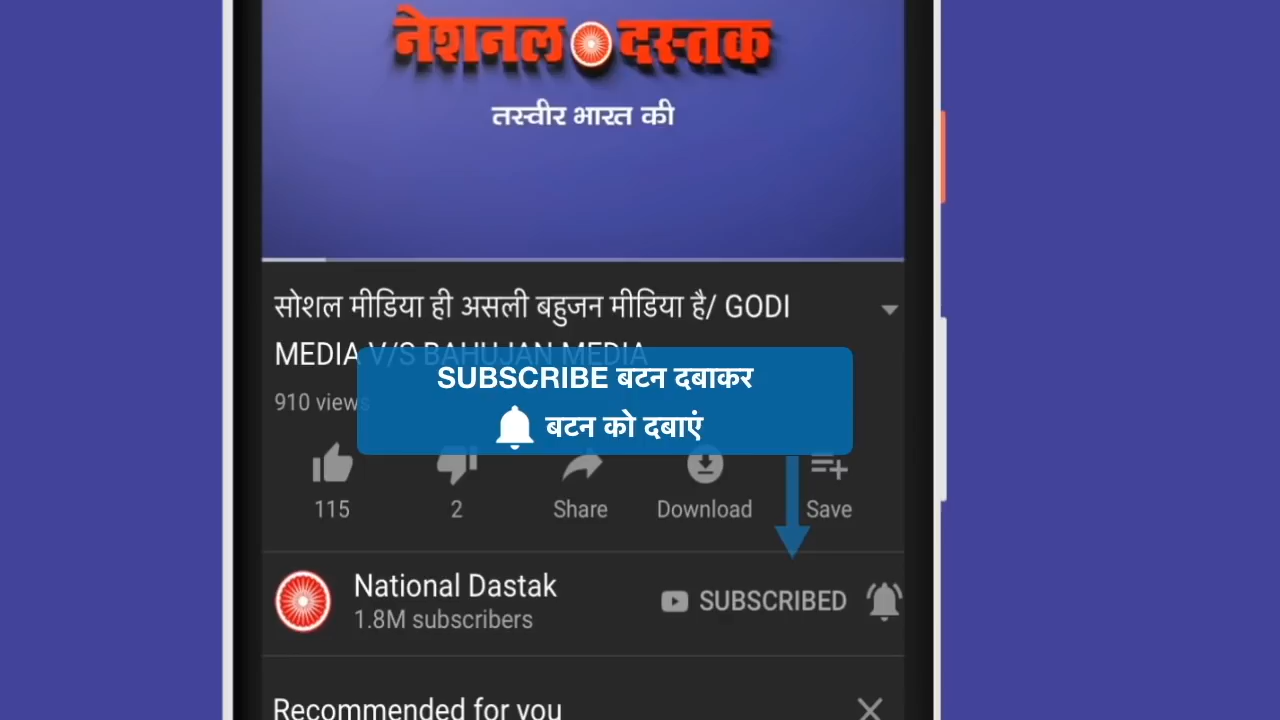 नेशनल दस्तक
तस्वीर भारत की
सोशल मीडिया ही असली बहुजन मीडिया है/ GODI
MEDIA V/S BAHUJAN MEDIA
910 views
SUBSCRIBE बटन दबाकर
बटन को दबाएं
115 2 Share Download Save
National Dastak
1.8M subscribers
SUBSCRIBED
Recommended for you